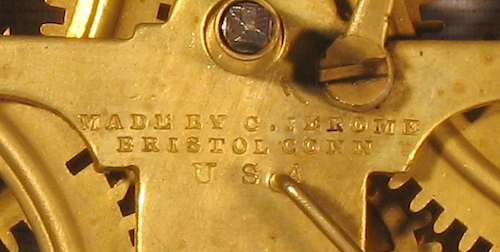 MADE BY C. JEROME
BRISTOL CONN
U S A